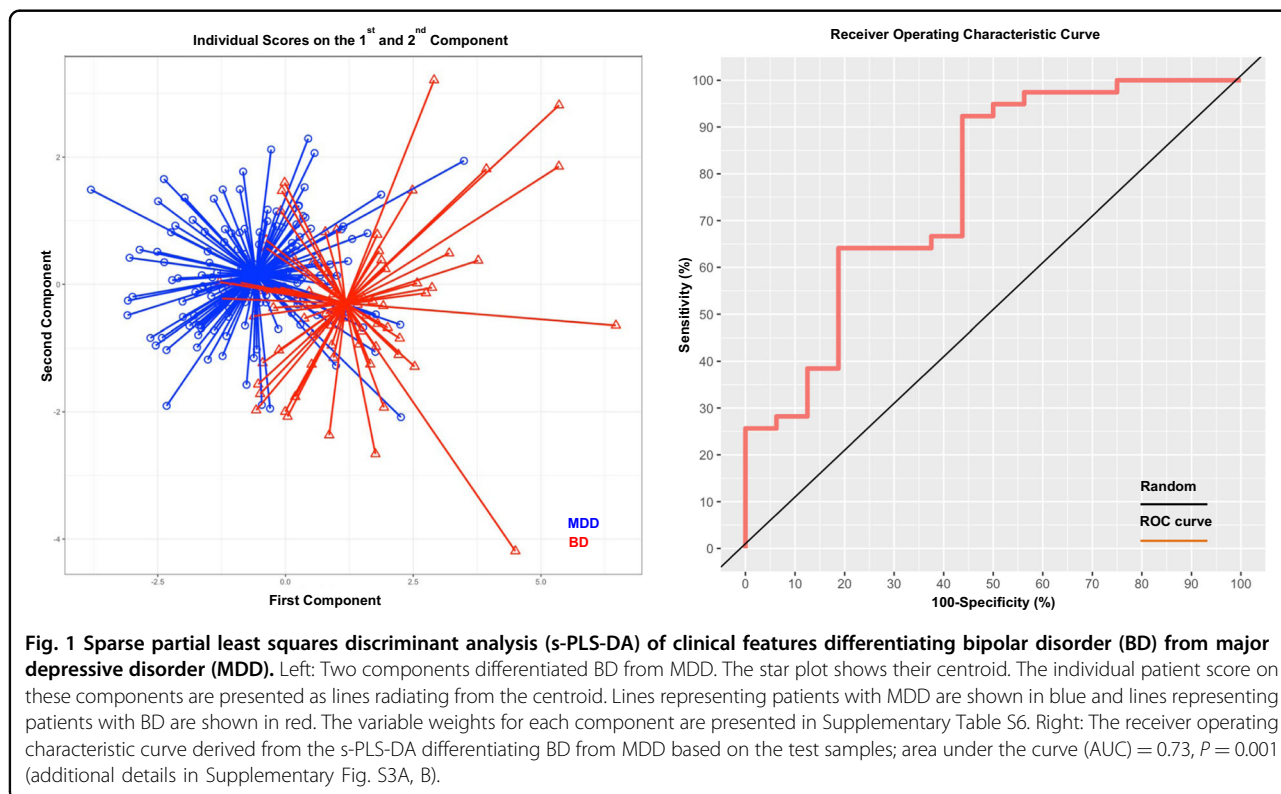 Individual Scores on the 1st and 2nd Component
2
0
-2
-4
Second Component
-2.5
0.0
2.5
5.0
First Component
MDD
BD
Receiver Operating Characteristic Curve
100
90
80
70
60
50
40
30
20
10
0
Sensitivity (%)
0 10 20 30 40 50 60 70 80 90 100
100-Specificity (%)
Random
ROC curve
Fig. 1 Sparse partial least squares discriminant analysis (s-PLS-DA) of clinical features differentiating bipolar disorder (BD) from major
depressive disorder (MDD). Left: Two components differentiated BD from MDD. The star plot shows their centroid. The individual patient score on
these components are presented as lines radiating from the centroid. Lines representing patients with MDD are shown in blue and lines representing
patients with BD are shown in red. The variable weights for each component are presented in Supplementary Table S6. Right: The receiver operating
characteristic curve derived from the s-PLS-DA differentiating BD from MDD based on the test samples; area under the curve (AUC) = 0.73, P = 0.001
(additional details in Supplementary Fig. S3A, B).